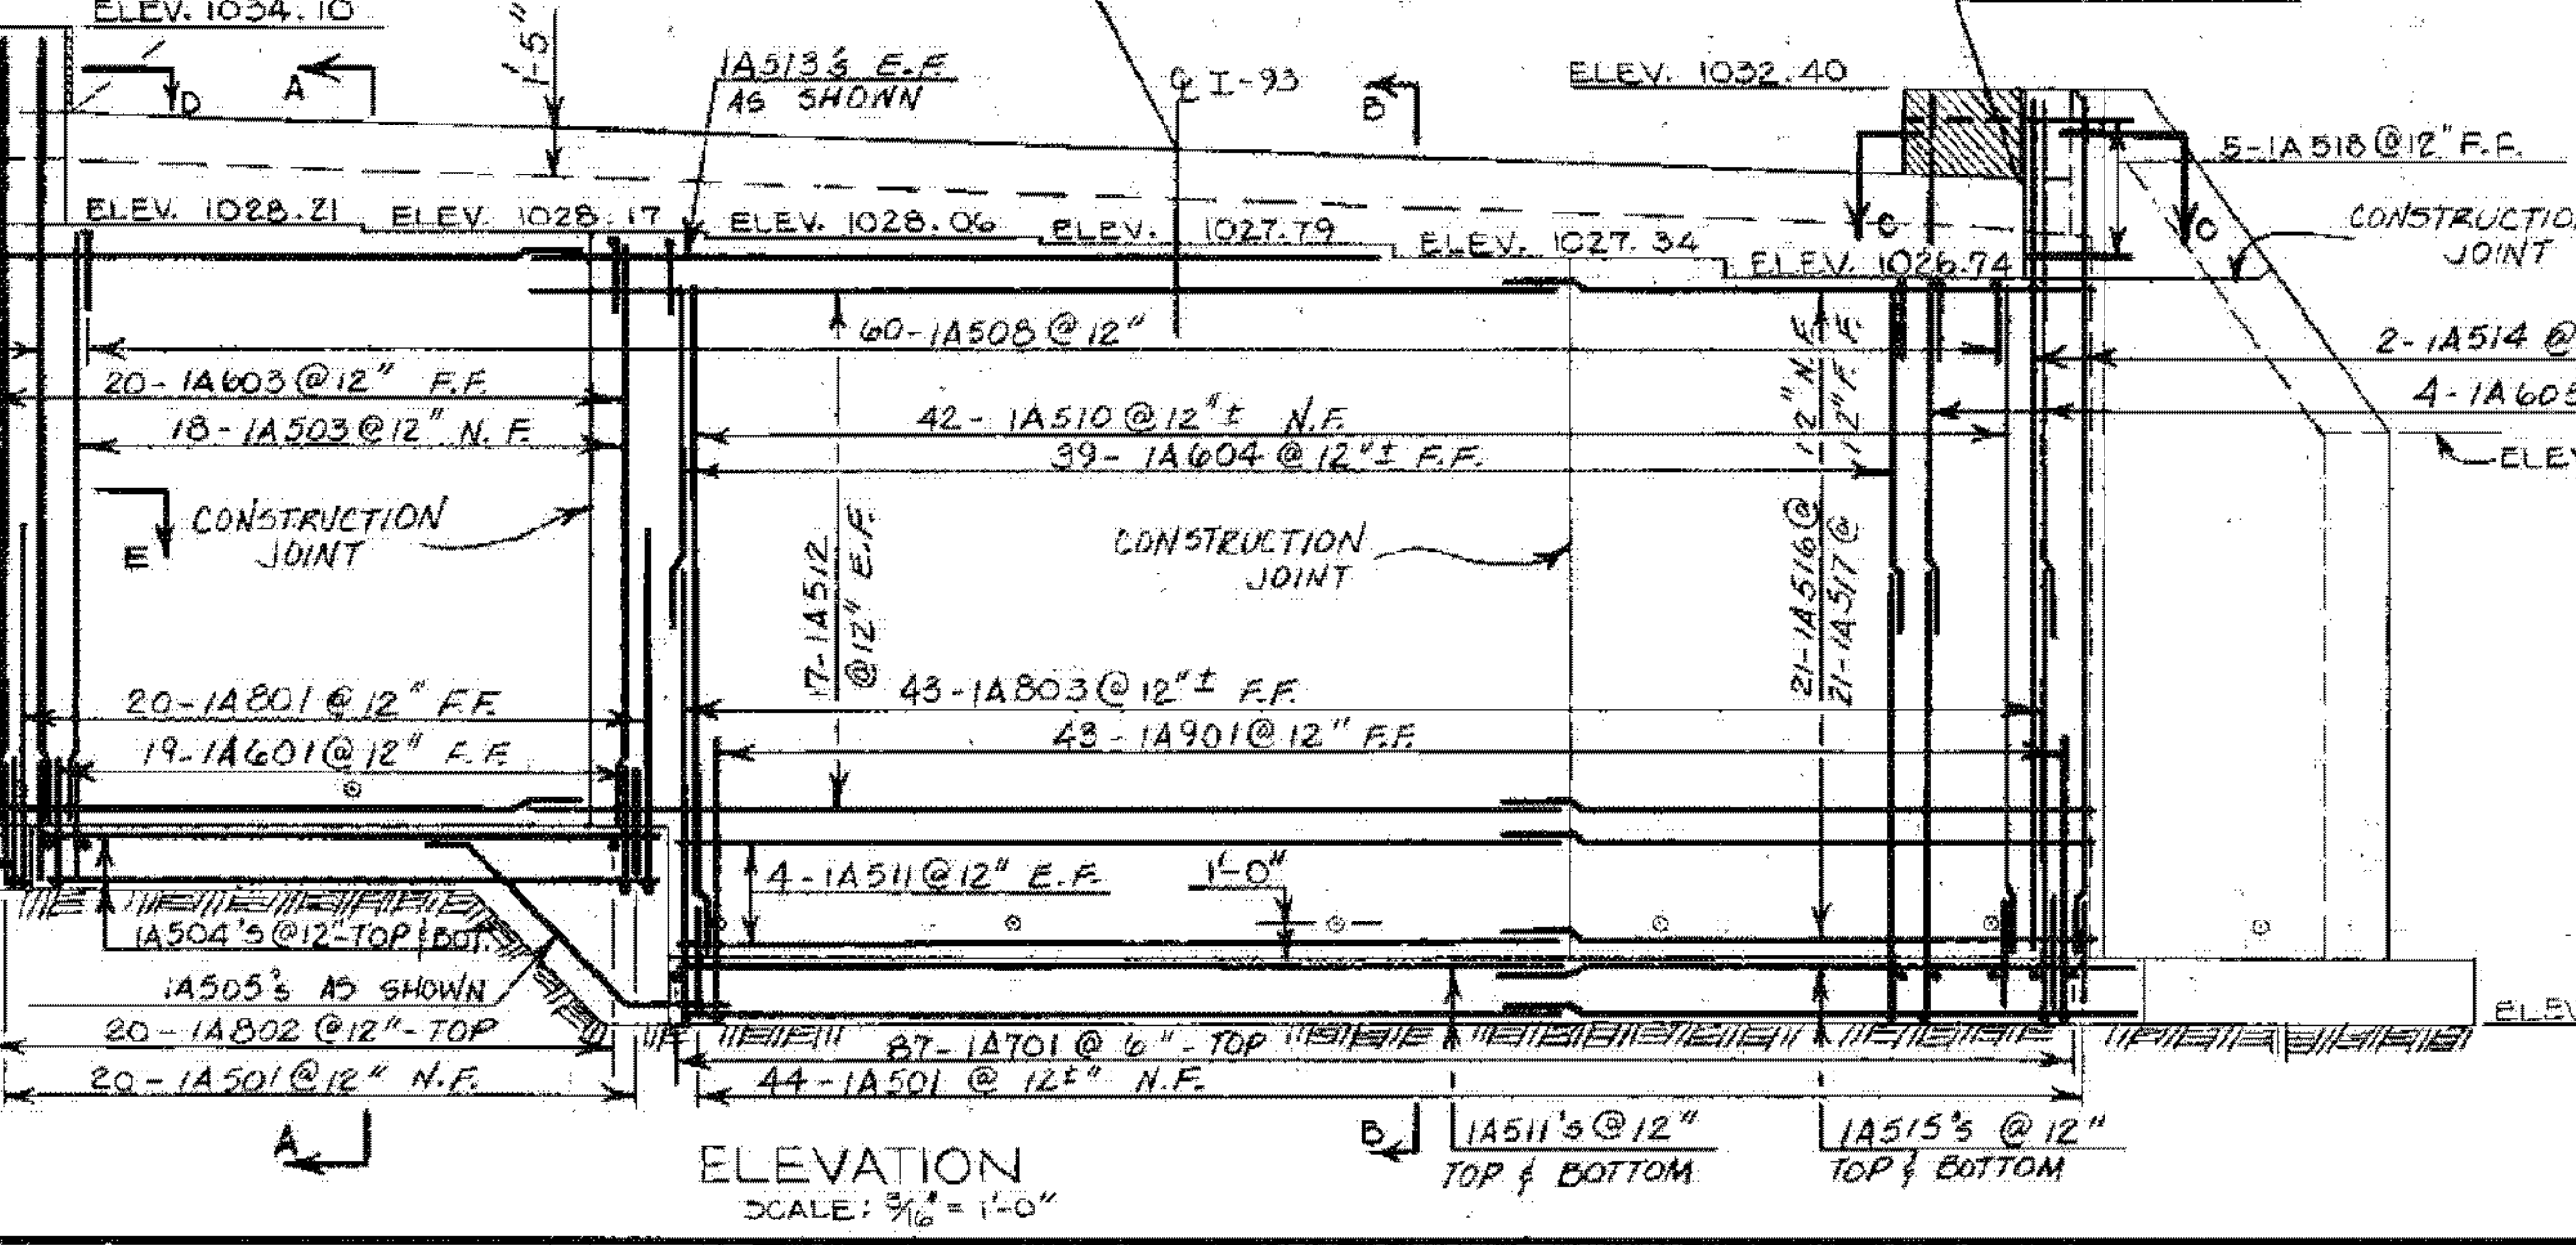 ELEV. 1034.10
1'-5"
1A513's E.F.
AS SHOWN
℄ I-93
ELEV. 1032.40
A
B
D
5-1A518 @ 12" F.F.
C
C
CONSTRUCTIO
JOINT
ELEV. 1028.21
ELEV. 1028.17
ELEV. 1028.06
ELEV. 1027.79
ELEV. 1027.34
ELEV. 1026.74
60-1A508 @ 12"
2-1A514 @
20-1A603 @ 12" F.F.
4-1A605
18-1A503 @ 12" N.F.
42-1A510 @ 12"± N.F.
39-1A604 @ 12"± F.F.
ELEV
E
CONSTRUCTION
JOINT
CONSTRUCTION
JOINT
17-1A512
@ 12" E.F.
21-1A516 @ 12" N.F.
21-1A517 @ 12" F.F.
20-1A801 @ 12" F.F.
43-1A803 @ 12"± F.F.
19-1A601 @ 12" F.F.
43-1A901 @ 12" F.F.
4-1A511 @ 12" E.F.
1'-0"
1A504's @ 12"-TOP & BOT.
1A505's AS SHOWN
20-1A802 @ 12"-TOP
87-1A701 @ 6"-TOP
20-1A501 @ 12" N.F.
44-1A501 @ 12±" N.F.
ELEV
A
B
1A511's @ 12"
TOP & BOTTOM
1A515's @ 12"
TOP & BOTTOM
ELEVATION
SCALE: 3/16" = 1'-0"